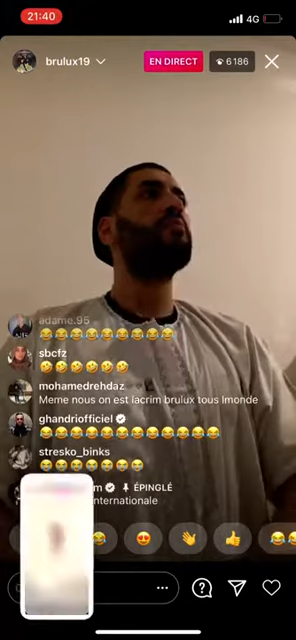 21:40
4G
brulux19
EN DIRECT
6186
adame.95
sbcfz
mohamedrehdaz
Meme nous on est lacrim brulux tous lmonde
ghandriofficiel
stresko_binks
m
ÉPINGLÉ
internationale